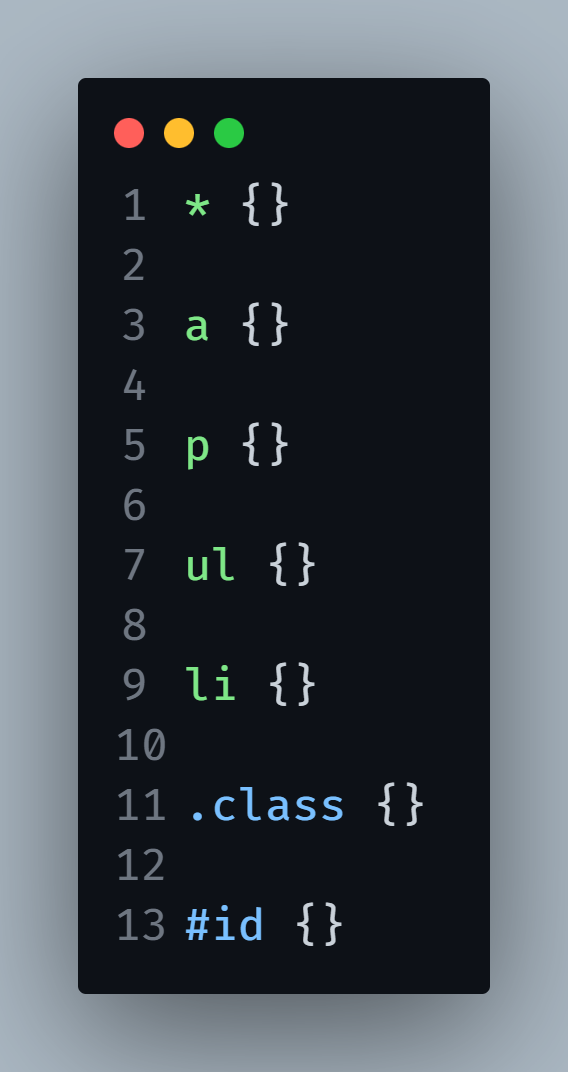 1 * {}
2
3 a {}
4
5 p {}
6
7 ul {}
8
9 li {}
10
11 .class {}
12
13 #id {}